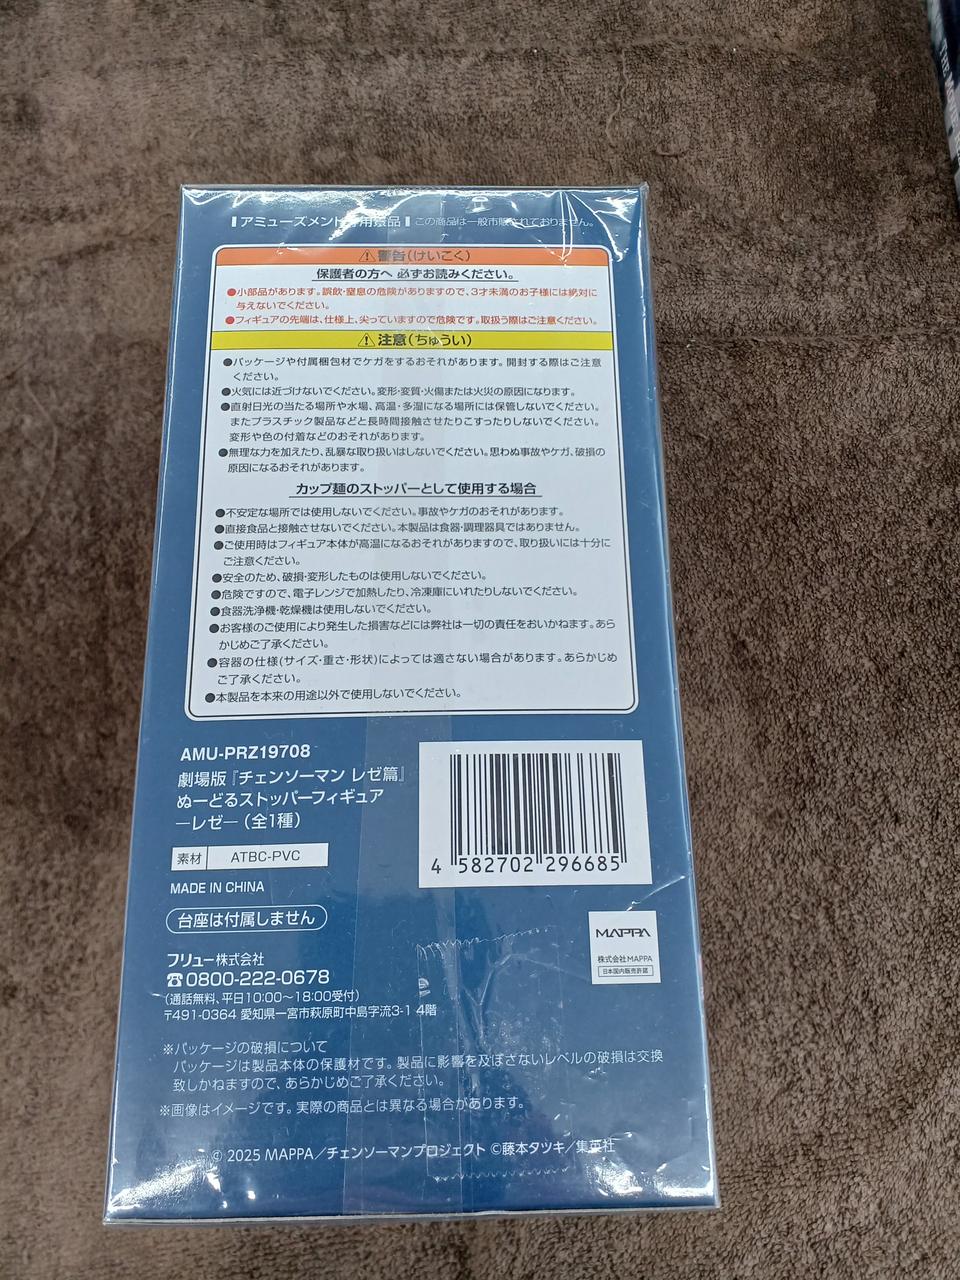 アミューズメント専用景品 この商品は一般市販されておりません。
⚠警告(けいこく)
保護者の方へ 必ずお読みください。
●小部品があります。誤飲・窒息の危険がありますので、3才未満のお子様には絶対に
与えないでください。
●フィギュアの先端は、仕様上、尖っていますので危険です。取扱う際はご注意ください。
⚠注意(ちゅうい)
●パッケージや付属梱包材でケガをするおそれがあります。開封する際はご注意
ください。
●火気には近づけないでください。変形・変質・火傷または火災の原因になります。
●直射日光の当たる場所や水場、高温・多湿になる場所には保管しないでください。
またプラスチック製品などと長時間接触させたりこすったりしないでください。
変形や色の付着などのおそれがあります。
●無理な力を加えたり、乱暴な取り扱いはしないでください。思わぬ事故やケガ、破損の
原因になるおそれがあります。
カップ麺のストッパーとして使用する場合
●不安定な場所では使用しないでください。事故やケガのおそれがあります。
●直接食品と接触させないでください。本製品は食器・調理器具ではありません。
●ご使用時はフィギュア本体が高温になるおそれがありますので、取り扱いには十分に
ご注意ください。
●安全のため、破損・変形したものは使用しないでください。
●危険ですので、電子レンジで加熱したり、冷凍庫にいれたりしないでください。
●食器洗浄機・乾燥機は使用しないでください。
●お客様のご使用により発生した損害などには弊社は一切の責任をおいかねます。あら
かじめご了承ください。
●容器の仕様(サイズ・重さ・形状)によっては適さない場合があります。あらかじめ
ご了承ください。
●本製品を本来の用途以外で使用しないでください。
AMU-PRZ19708
劇場版『チェンソーマン レゼ篇』
ぬーどるストッパーフィギュア
―レゼ―(全1種)
素材 ATBC-PVC
MADE IN CHINA
台座は付属しません
4 582702 296685
MAPPA
株式会社MAPPA
日本国内販売許諾
フリュー株式会社
☎0800-222-0678
(通話無料、平日10:00～18:00受付)
〒491-0364 愛知県一宮市萩原町中島字流3-1 4階
※パッケージの破損について
パッケージは製品本体の保護材です。製品に影響を及ぼさないレベルの破損は交換
致しかねますので、あらかじめご了承ください。
※画像はイメージです。実際の商品とは異なる場合があります。
© 2025 MAPPA／チェンソーマンプロジェクト ©藤本タツキ／集英社